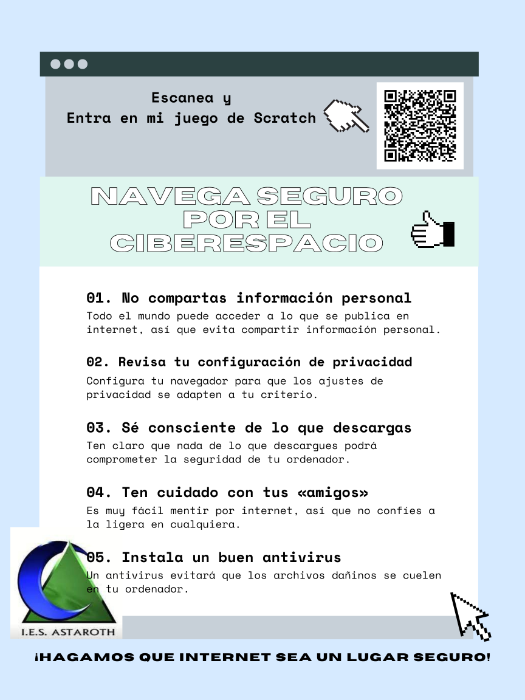 Escanea y
Entra en mi juego de Scratch
NAVEGA SEGURO
POR EL
CIBERESPACIO
01. No compartas información personal
Todo el mundo puede acceder a lo que se publica en
internet, así que evita compartir información personal.
02. Revisa tu configuración de privacidad
Configura tu navegador para que los ajustes de
privacidad se adapten a tu criterio.
03. Sé consciente de lo que descargas
Ten claro que nada de lo que descargues podrá
comprometer la seguridad de tu ordenador.
04. Ten cuidado con tus «amigos»
Es muy fácil mentir por internet, así que no confíes a
la ligera en cualquiera.
05. Instala un buen antivirus
Un antivirus evitará que los archivos dañinos se cuelen
en tu ordenador.
I.E.S. ASTAROTH
¡HAGAMOS QUE INTERNET SEA UN LUGAR SEGURO!